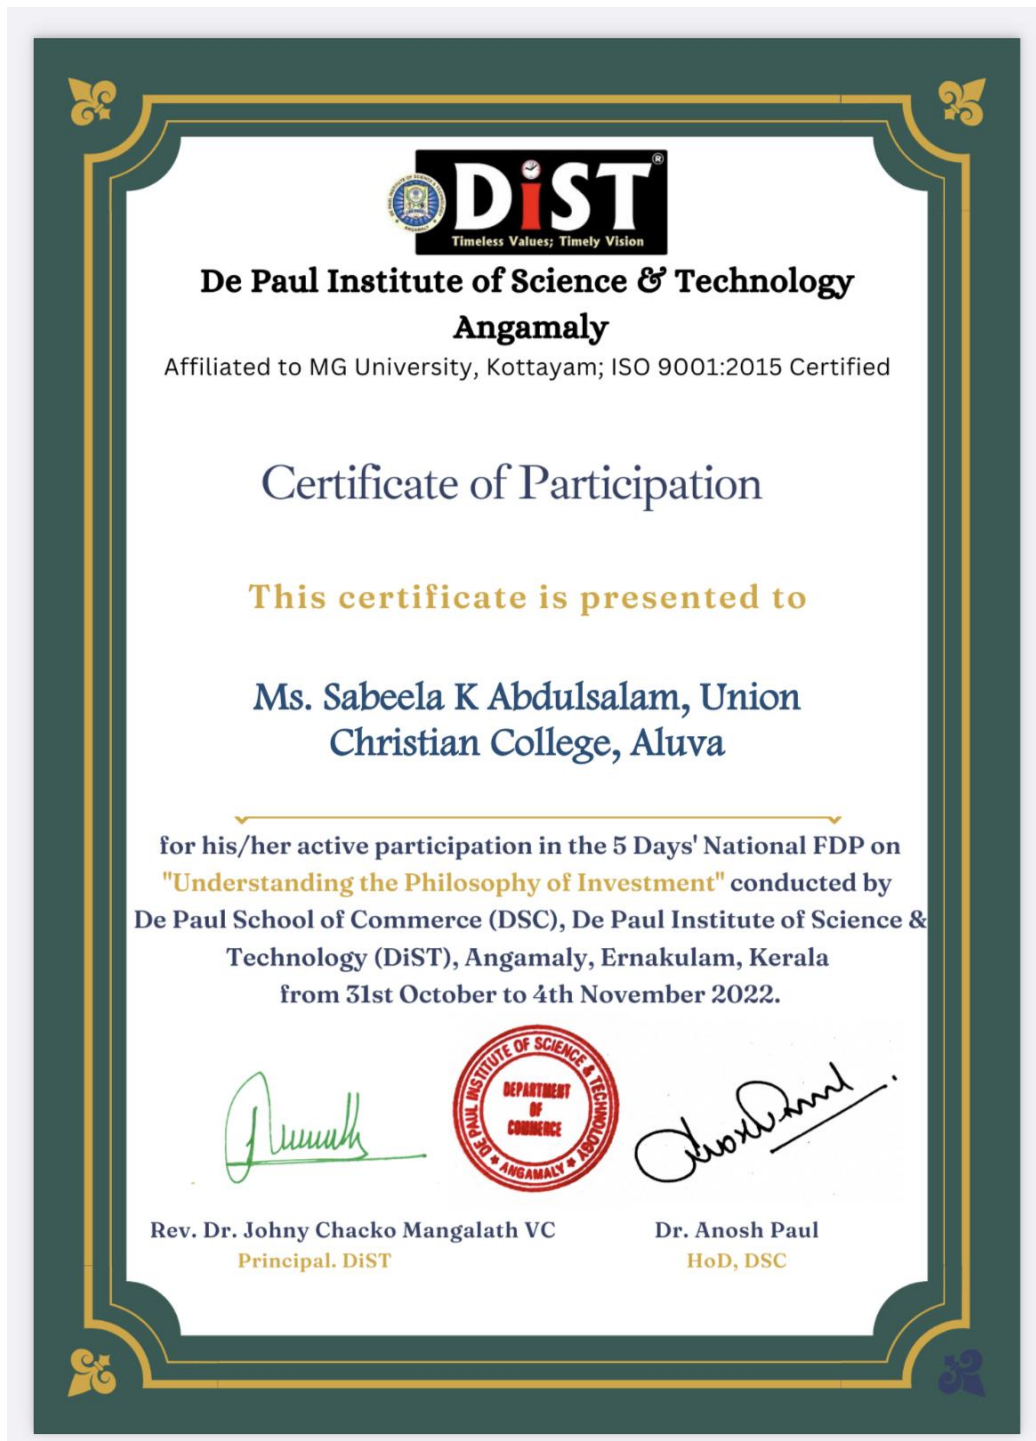 DiST®
Timeless Values; Timely Vision
De Paul Institute of Science & Technology
Angamaly
Affiliated to MG University, Kottayam; ISO 9001:2015 Certified
Certificate of Participation
This certificate is presented to
Ms. Sabeela K Abdulsalam, Union
Christian College, Aluva
for his/her active participation in the 5 Days' National FDP on
"Understanding the Philosophy of Investment" conducted by
De Paul School of Commerce (DSC), De Paul Institute of Science &
Technology (DiST), Angamaly, Ernakulam, Kerala
from 31st October to 4th November 2022.
DE PAUL INSTITUTE OF SCIENCE & TECHNOLOGY
★ ANGAMALY ★
DEPARTMENT
OF
COMMERCE
Rev. Dr. Johny Chacko Mangalath VC
Principal. DiST
Dr. Anosh Paul
HoD, DSC